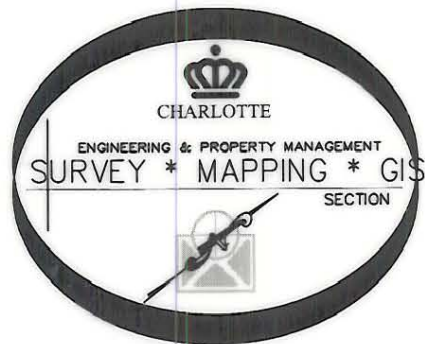 CHARLOTTE
ENGINEERING & PROPERTY MANAGEMENT
SURVEY * MAPPING * GIS
SECTION